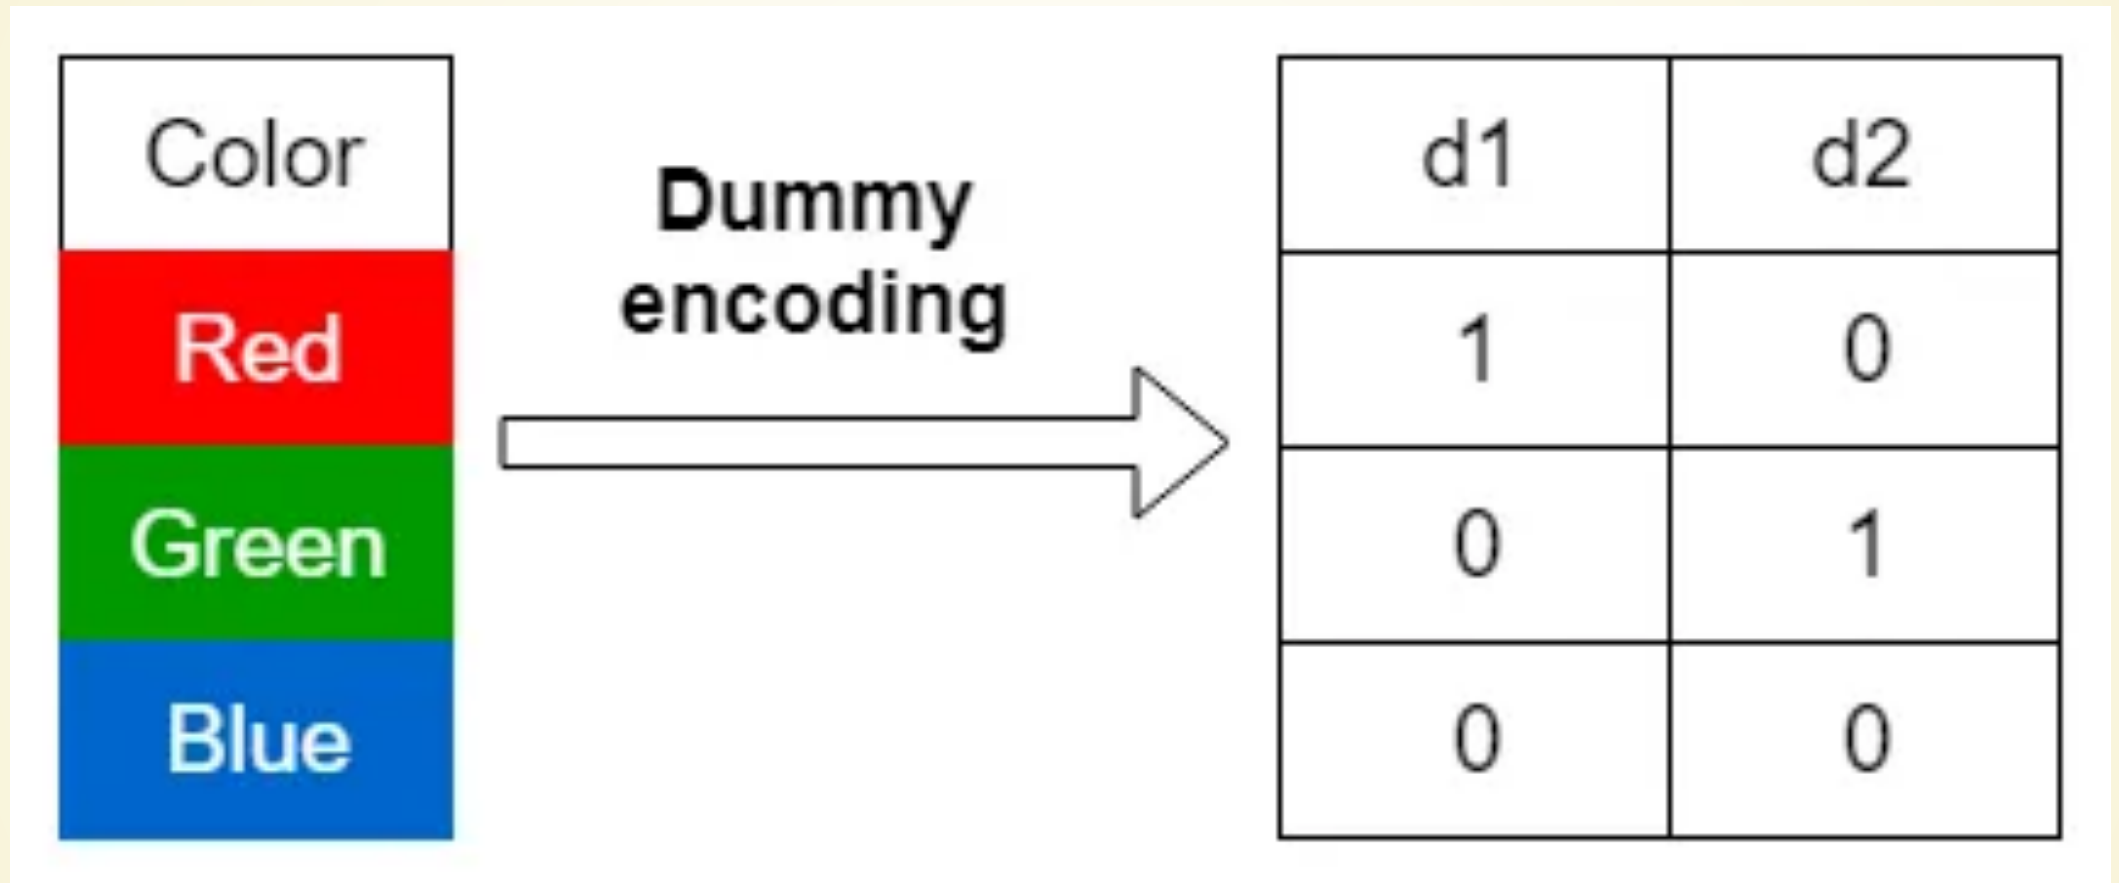 Color
Red
Green
Blue
Dummy
encoding
d1 d2
1 0
0 1
0 0